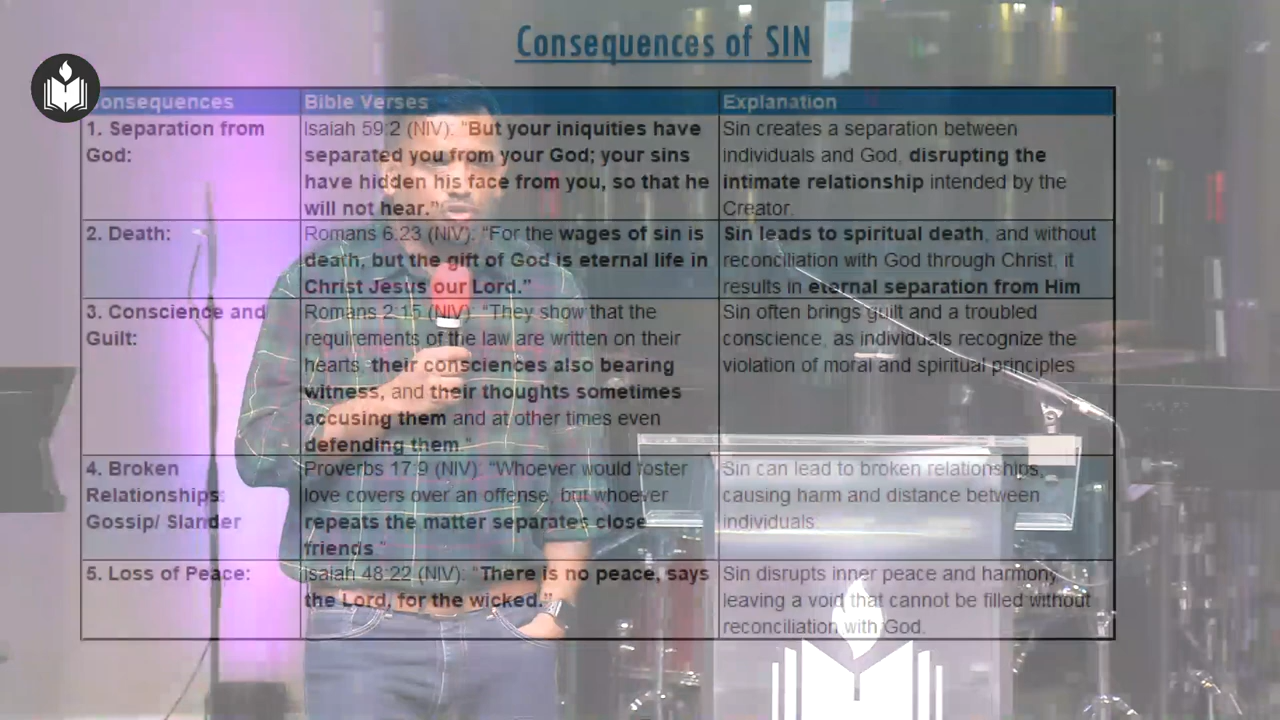 Consequences of SIN
onsequences Bible Verses Explanation
1. Separation from God:
Isaiah 59:2 (NIV): "But your iniquities have
separated you from your God; your sins
have hidden his face from you, so that he
will not hear."
Sin creates a separation between
individuals and God, disrupting the
intimate relationship intended by the
Creator.
2. Death:
Romans 6:23 (NIV): "For the wages of sin is
death, but the gift of God is eternal life in
Christ Jesus our Lord."
Sin leads to spiritual death, and without
reconciliation with God through Christ, it
results in eternal separation from Him
3. Conscience and
Guilt:
Romans 2:15 (NIV): "They show that the
requirements of the law are written on their
hearts, their consciences also bearing
witness, and their thoughts sometimes
accusing them and at other times even
defending them."
Sin often brings guilt and a troubled
conscience, as individuals recognize the
violation of moral and spiritual principles
4. Broken
Relationships:
Gossip/ Slander
Proverbs 17:9 (NIV): "Whoever would foster
love covers over an offense, but whoever
repeats the matter separates close
friends."
Sin can lead to broken relationships,
causing harm and distance between
individuals.
5. Loss of Peace:
Isaiah 48:22 (NIV): "There is no peace, says
the Lord, for the wicked."
Sin disrupts inner peace and harmony,
leaving a void that cannot be filled without
reconciliation with God.